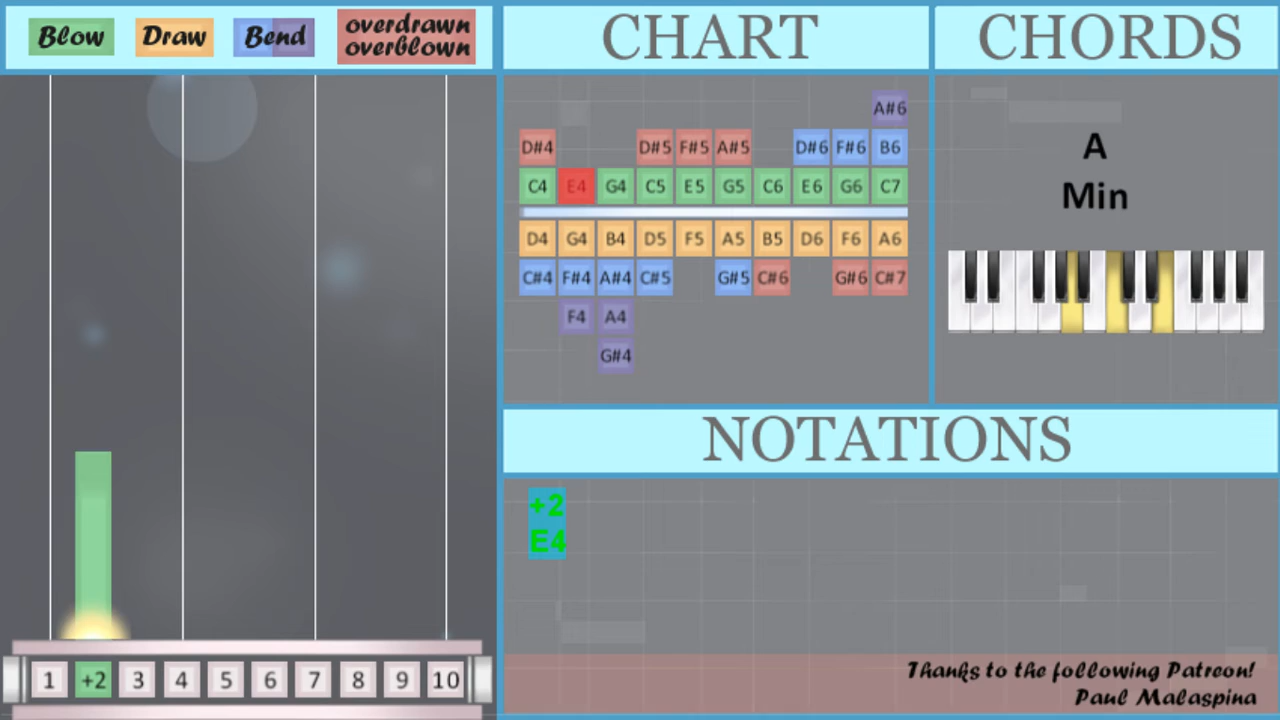 Blow Draw Bend overdrawn
overblown
CHART
CHORDS
A#6
D#4 D#5 F#5 A#5 D#6 F#6 B6
C4 E4 G4 C5 E5 G5 C6 E6 G6 C7
D4 G4 B4 D5 F5 A5 B5 D6 F6 A6
C#4 F#4 A#4 C#5 G#5 C#6 G#6 C#7
F4 A4
G#4
A
Min
NOTATIONS
+2
E4
1 +2 3 4 5 6 7 8 9 10
Thanks to the following Patreon!
Paul Malaspina